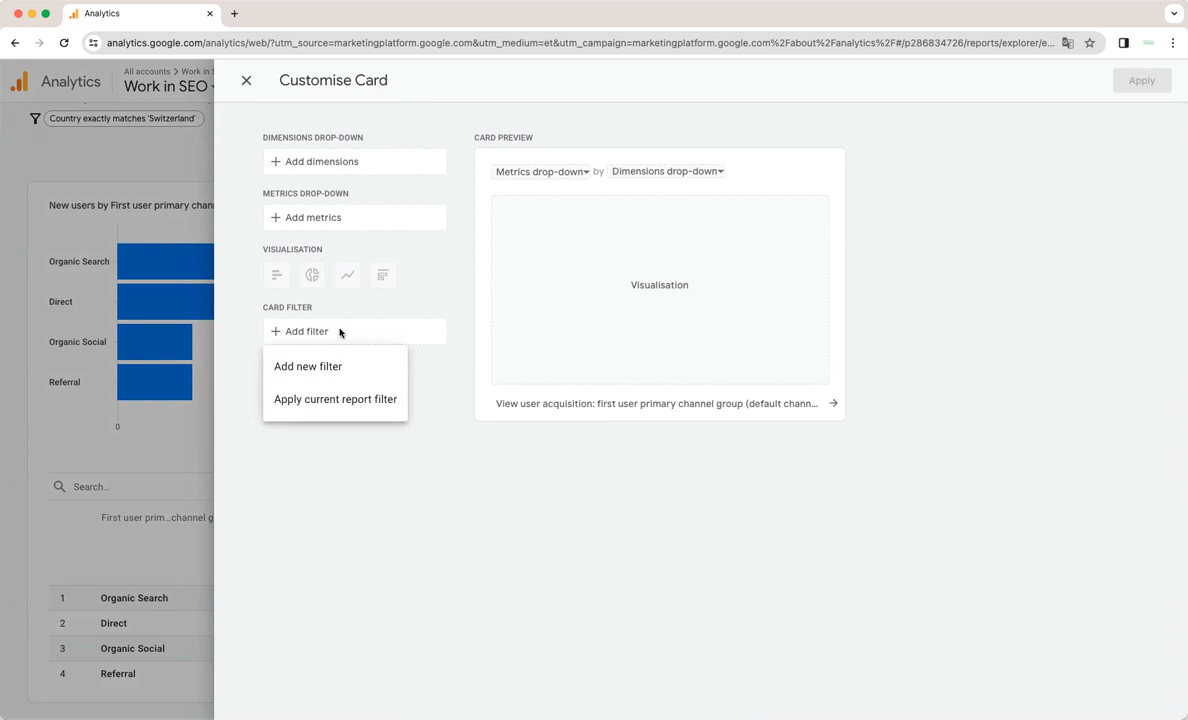 Analytics
analytics.google.com/analytics/web/?utm_source=marketingplatform.google.com&utm_medium=et&utm_campaign=marketingplatform.google.com%2Fabout%2Fanalytics%2F#/p286834726/reports/explorer/e...
Analytics
All accounts > Work in S
Work in SEO
Customise Card
Apply
Country exactly matches 'Switzerland'
DIMENSIONS DROP-DOWN
+ Add dimensions
METRICS DROP-DOWN
+ Add metrics
VISUALISATION
CARD FILTER
+ Add filter
Add new filter
Apply current report filter
CARD PREVIEW
Metrics drop-down by Dimensions drop-down
Visualisation
View user acquisition: first user primary channel group (default chann...
New users by First user primary chan
Organic Search
Direct
Organic Social
Referral
0
Search...
First user prim...channel g
1 Organic Search
2 Direct
3 Organic Social
4 Referral